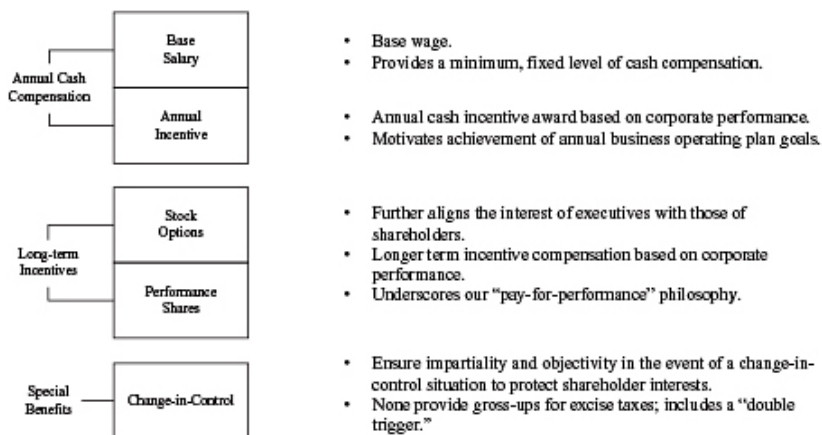 Annual Cash
Compensation
Base
Salary
• Base wage.
• Provides a minimum, fixed level of cash compensation.
Annual
Incentive
• Annual cash incentive award based on corporate performance.
• Motivates achievement of annual business operating plan goals.
Long-term
Incentives
Stock
Options
Performance
Shares
• Further aligns the interest of executives with those of
shareholders.
• Longer term incentive compensation based on corporate
performance.
• Underscores our “pay-for-performance” philosophy.
Special
Benefits
Change-in-Control
• Ensure impartiality and objectivity in the event of a change-in-
control situation to protect shareholder interests.
• None provide gross-ups for excise taxes; includes a “double
trigger.”